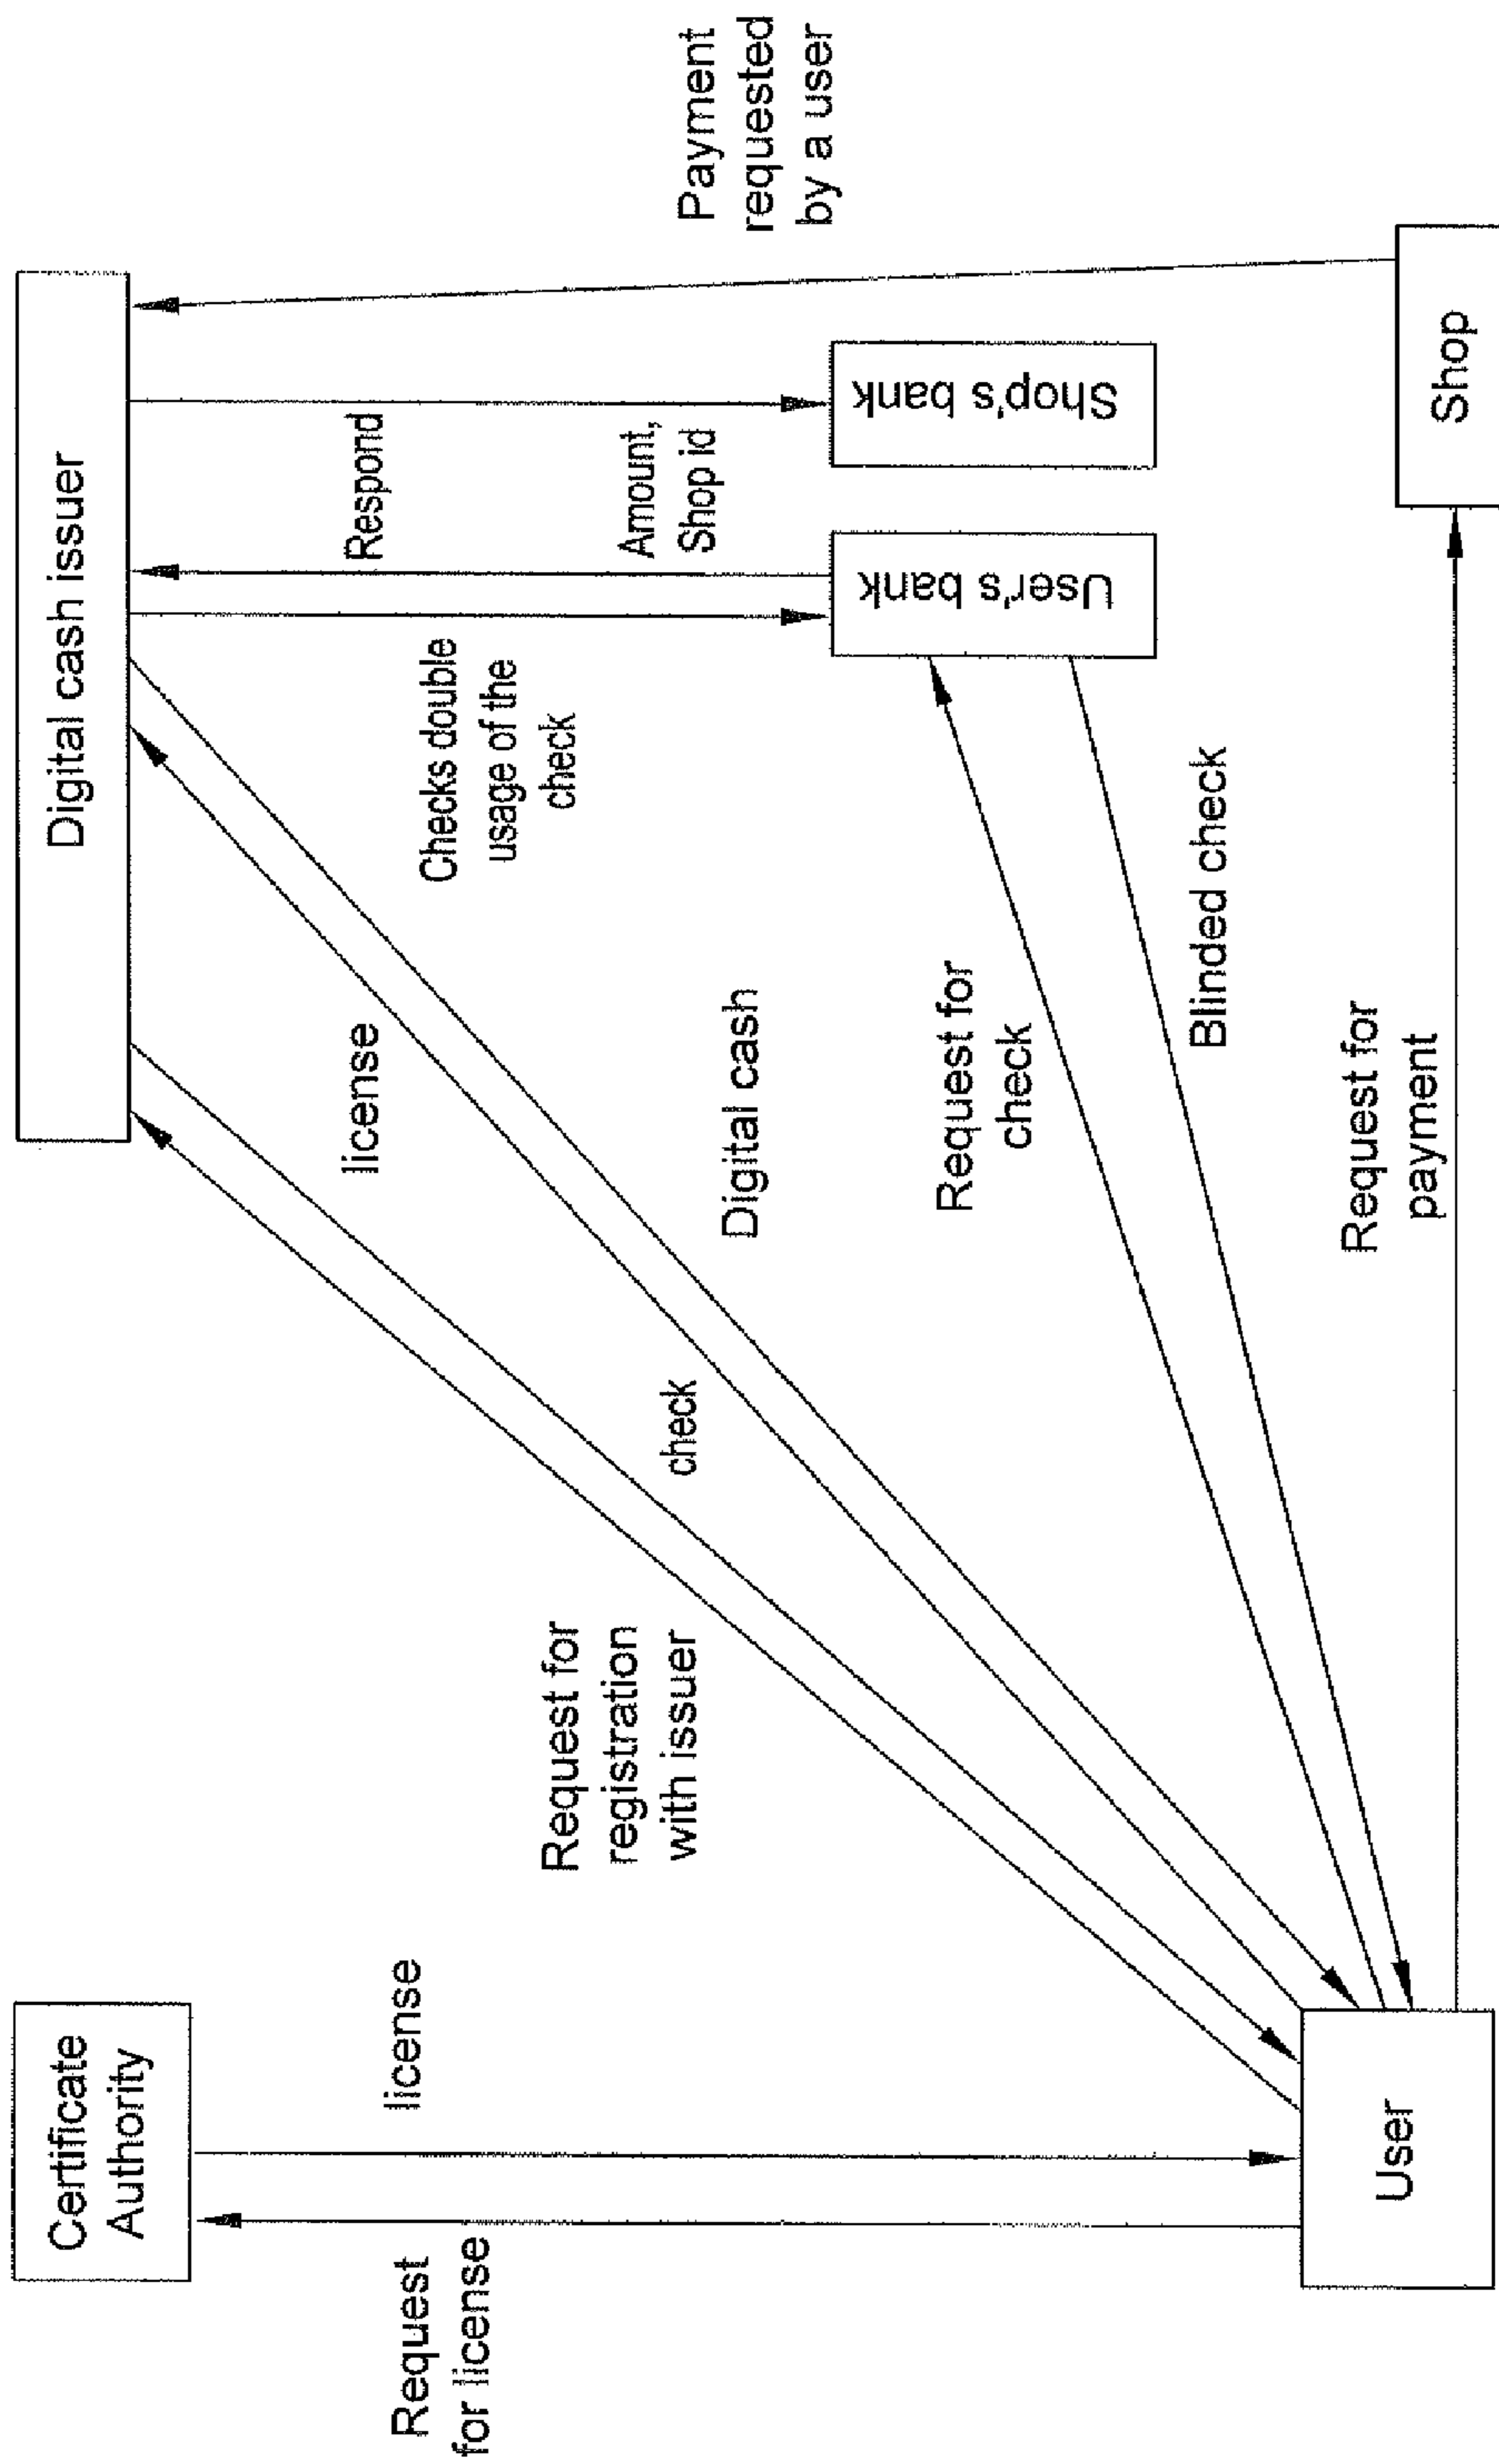 Certificate
Authority
Digital cash issuer
Request
for license
license
Request for
registration
with issuer
license
check
Digital cash
Checks double
usage of the
check
Respond
Amount,
Shop id
Payment
requested
by a user
User's bank
Shop's bank
Request for
check
Blinded check
Request for
payment
User
Shop